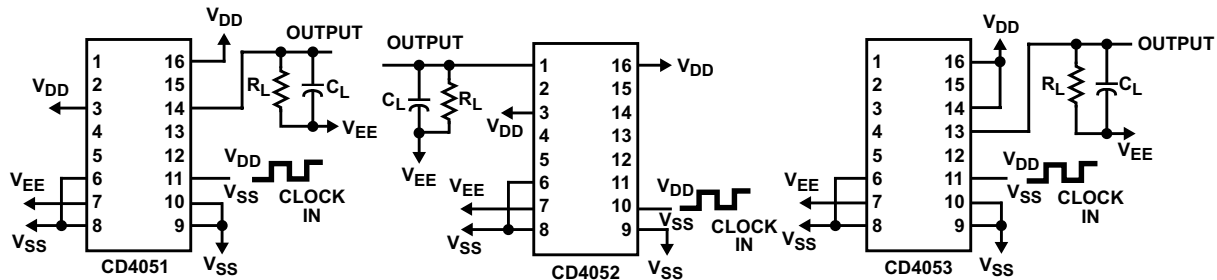 VDD
OUTPUT
1 16
2 15
VDD
3 14
4 13
5 12
6 11
7 10
8 9
RL
CL
VEE
VDD
VSS
CLOCK
IN
VEE
VSS
VSS
CD4051
OUTPUT
1 16
2 15
3 14
4 13
5 12
6 11
7 10
8 9
VDD
CL
RL
VDD
VEE
VEE
VSS
VDD
VSS
CLOCK
IN
VSS
CD4052
VDD
OUTPUT
1 16
2 15
3 14
4 13
5 12
6 11
7 10
8 9
RL
CL
VEE
VDD
VSS
CLOCK
IN
VEE
VSS
VSS
CD4053